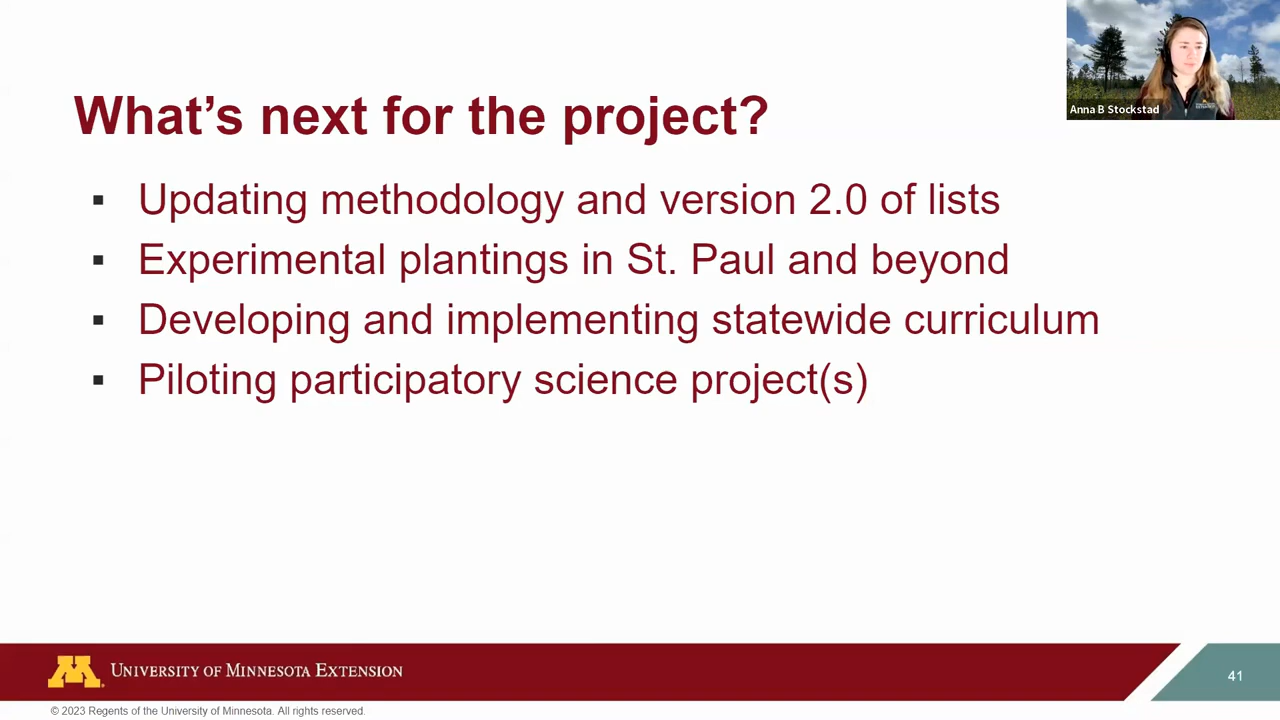 Anna B Stockstad
What's next for the project?
▪ Updating methodology and version 2.0 of lists
▪ Experimental plantings in St. Paul and beyond
▪ Developing and implementing statewide curriculum
▪ Piloting participatory science project(s)
M
UNIVERSITY OF MINNESOTA EXTENSION
41
© 2023 Regents of the University of Minnesota. All rights reserved.